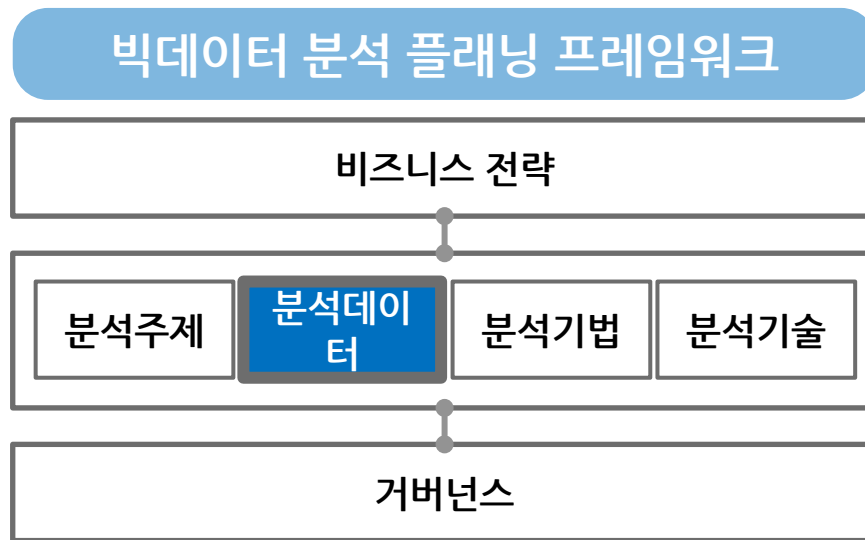 빅데이터 분석 플래닝 프레임워크
비즈니스 전략
분석주제
분석데이
터
분석기법
분석기술
거버넌스